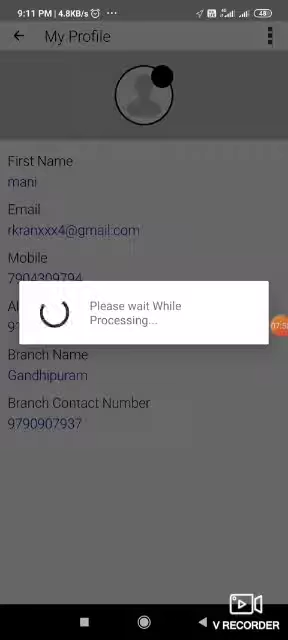 9:11 PM | 4.8KB/s
48
My Profile
First Name
mani
Email
rkranxxx4@gmail.com
Mobile
7904309794
Please wait While
Processing...
Branch Name
Gandhipuram
Branch Contact Number
9790907937
V RECORDER